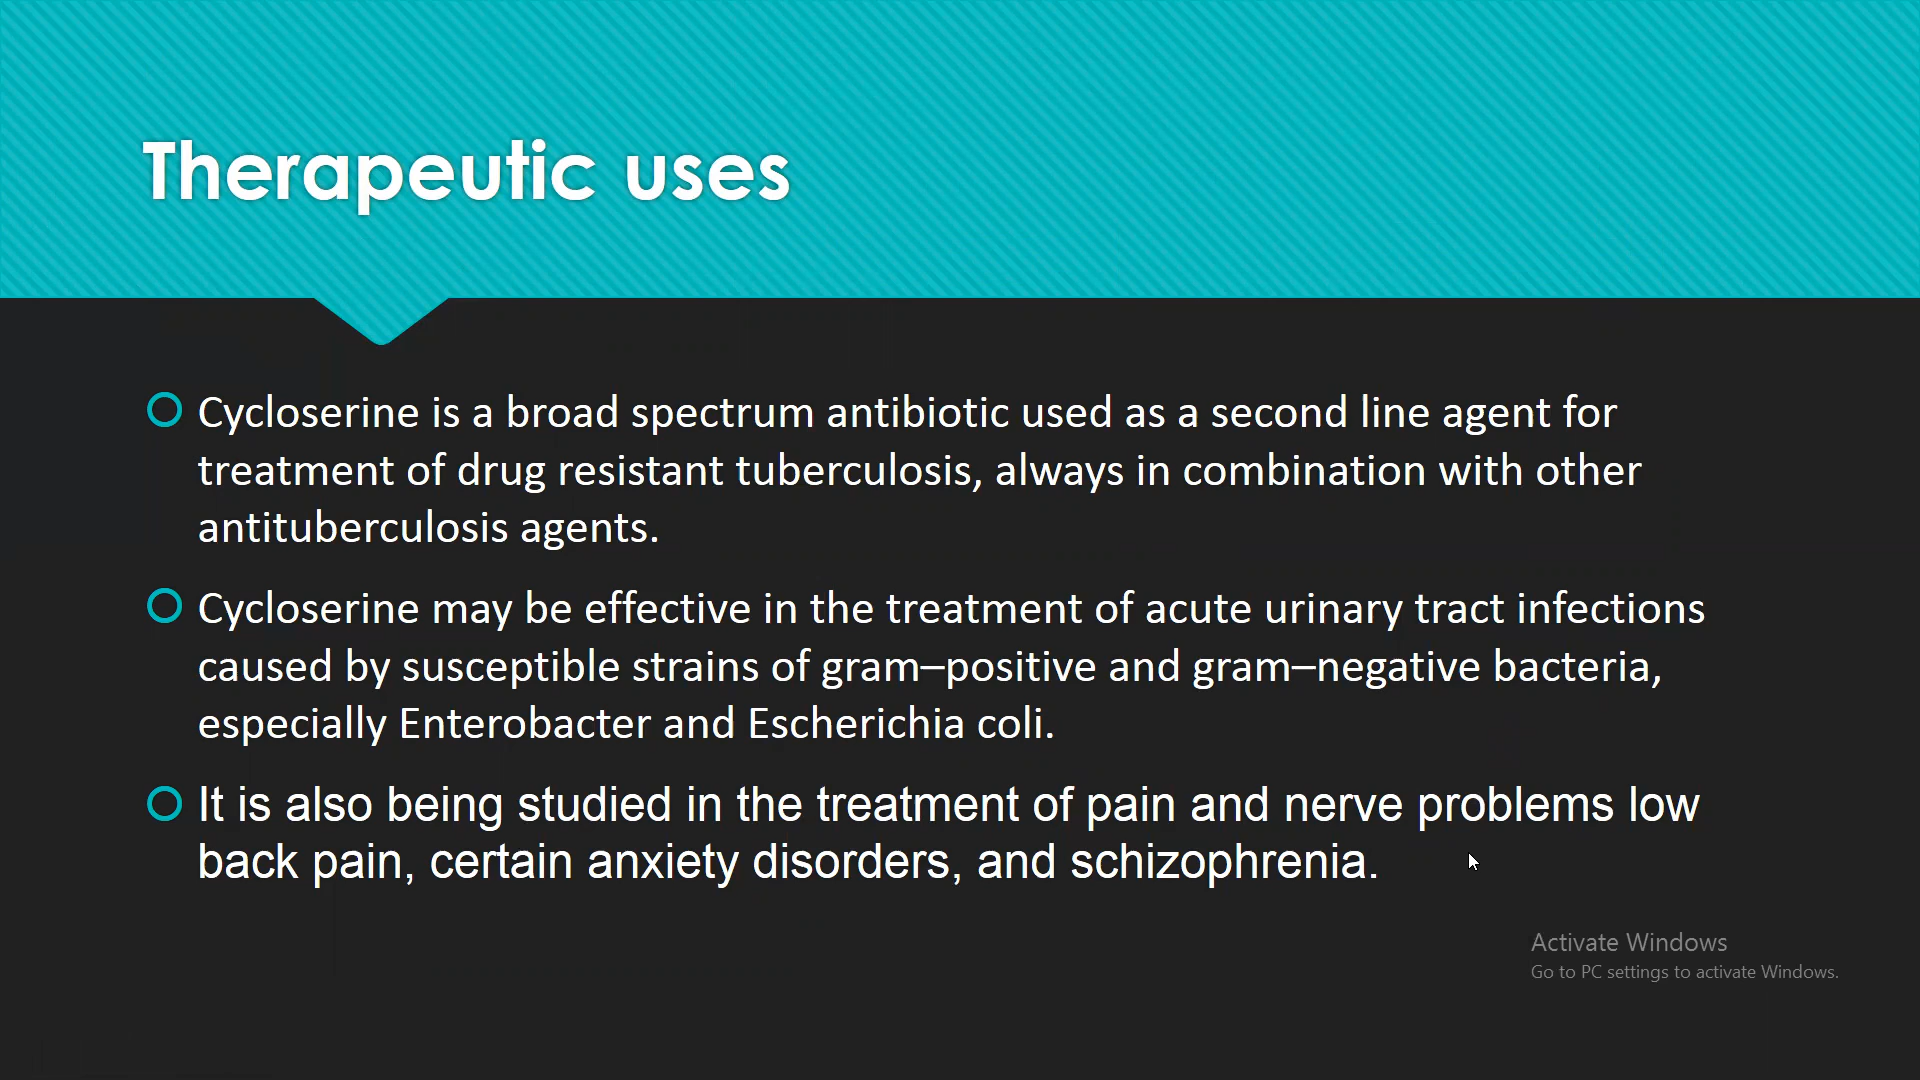 Therapeutic uses
Cycloserine is a broad spectrum antibiotic used as a second line agent for
treatment of drug resistant tuberculosis, always in combination with other
antituberculosis agents.
Cycloserine may be effective in the treatment of acute urinary tract infections
caused by susceptible strains of gram–positive and gram–negative bacteria,
especially Enterobacter and Escherichia coli.
It is also being studied in the treatment of pain and nerve problems low
back pain, certain anxiety disorders, and schizophrenia.
Activate Windows
Go to PC settings to activate Windows.